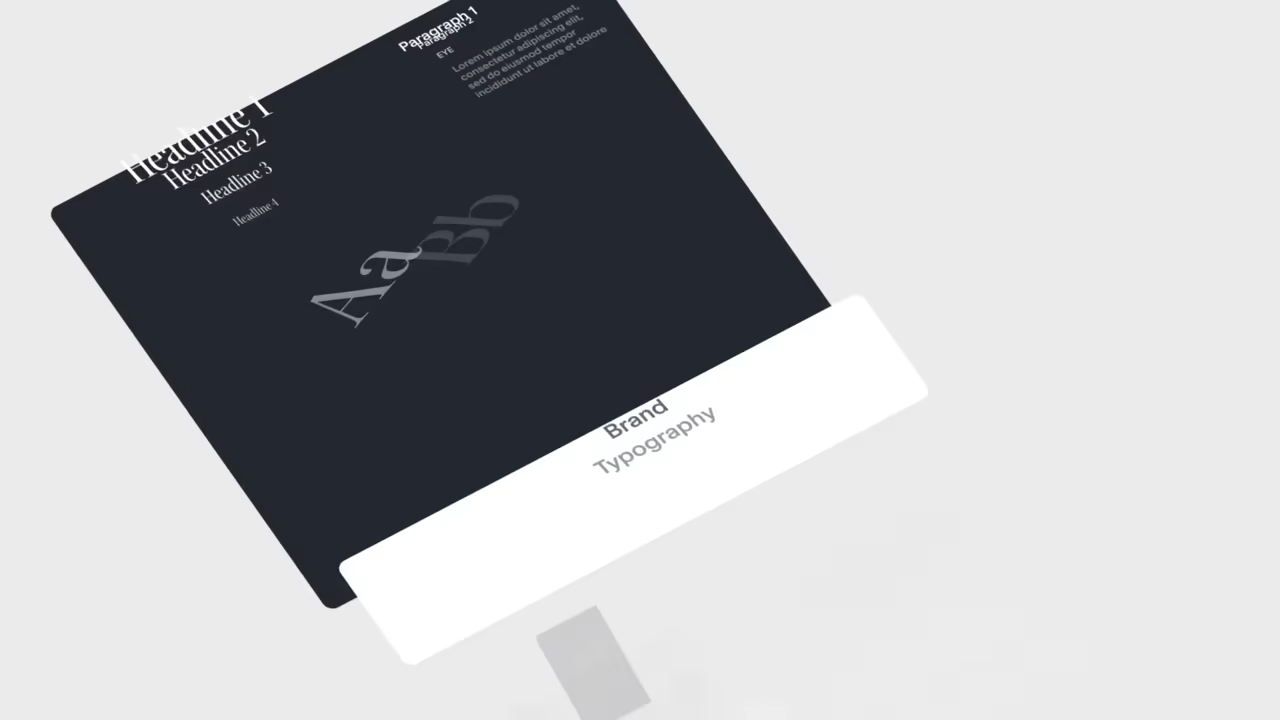 Headline 1
Headline 2
Headline 3
Headline 4
Paragraph 1
Paragraph 2
EYE
Lorem ipsum dolor sit amet,
consectetur adipiscing elit,
sed do eiusmod tempor
incididunt ut labore et dolore
Aa
Bb
Brand
Typography